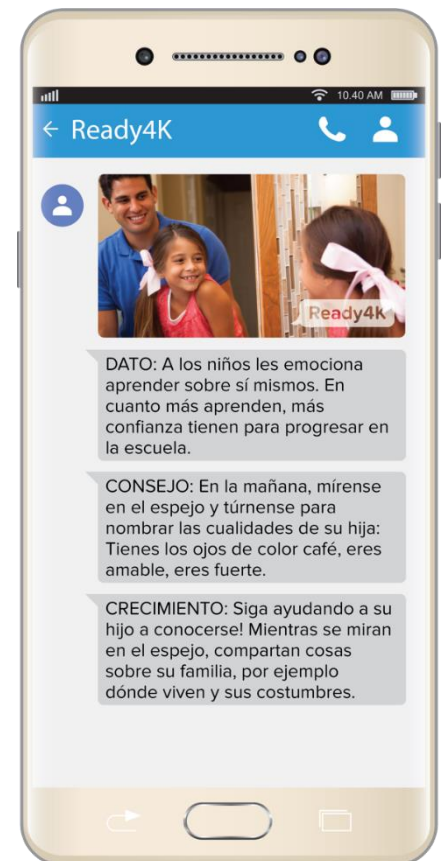 10.40 AM
Ready4K
Ready4K
DATO: A los niños les emociona
aprender sobre sí mismos. En
cuanto más aprenden, más
confianza tienen para progresar en
la escuela.
CONSEJO: En la mañana, mírense
en el espejo y túrnense para
nombrar las cualidades de su hija:
Tienes los ojos de color café, eres
amable, eres fuerte.
CRECIMIENTO: Siga ayudando a su
hijo a conocerse! Mientras se miran
en el espejo, compartan cosas
sobre su familia, por ejemplo
dónde viven y sus costumbres.